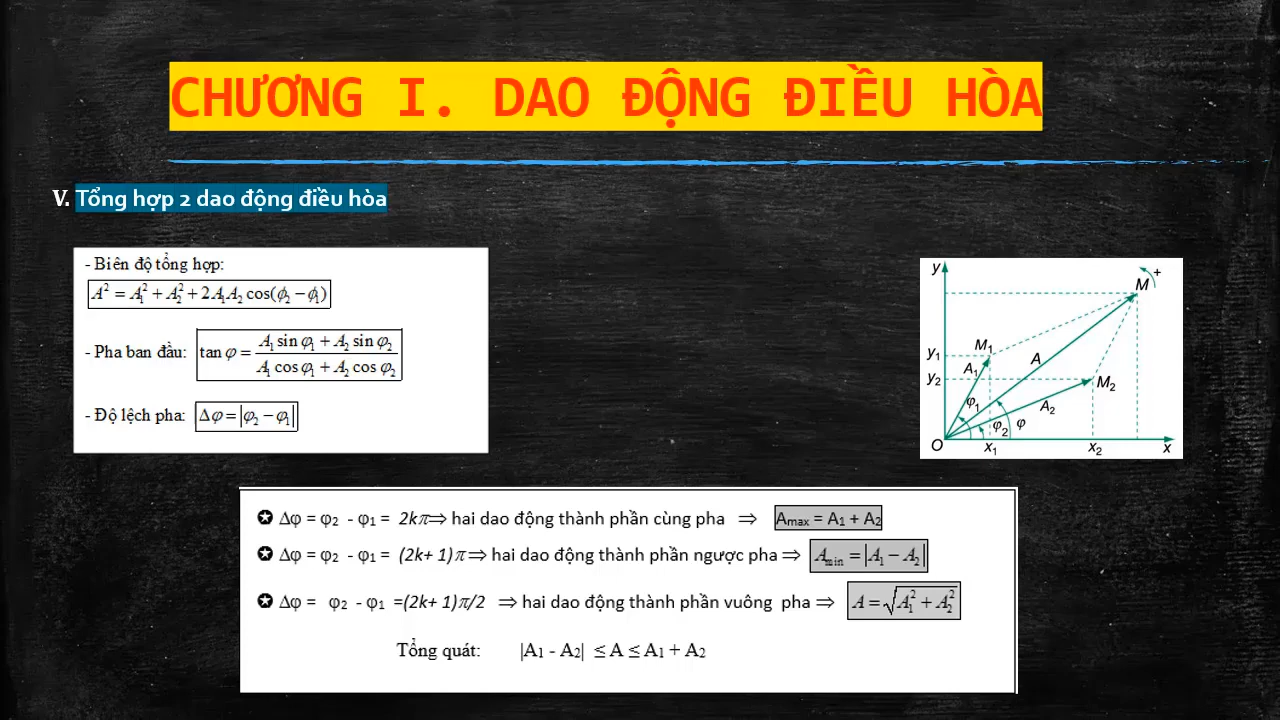 CHƯƠNG I. DAO ĐỘNG ĐIỀU HÒA
V. Tổng hợp 2 dao động điều hòa
- Biên độ tổng hợp:
A² = A₁² + A₂² + 2A₁A₂ cos(ϕ₂ − ϕ₁)
- Pha ban đầu: tan φ = (A₁ sin φ₁ + A₂ sin φ₂) / (A₁ cos φ₁ + A₂ cos φ₂)
- Độ lệch pha: Δφ = |φ₂ − φ₁|
y
M
+
M₁
y₁
A
A₁
y₂
M₂
A₂
φ₁
φ₂
φ
O
x₁
x₂
x
✪ Δφ = φ₂ - φ₁ = 2kπ ⇒ hai dao động thành phần cùng pha ⇒ Amax = A₁ + A₂
✪ Δφ = φ₂ - φ₁ = (2k+ 1)π ⇒ hai dao động thành phần ngược pha ⇒ Amin = |A₁ − A₂|
✪ Δφ = φ₂ - φ₁ =(2k+ 1)π/2 ⇒ hai dao động thành phần vuông pha ⇒ A = √(A₁² + A₂²)
Tổng quát: |A₁ - A₂| ≤ A ≤ A₁ + A₂